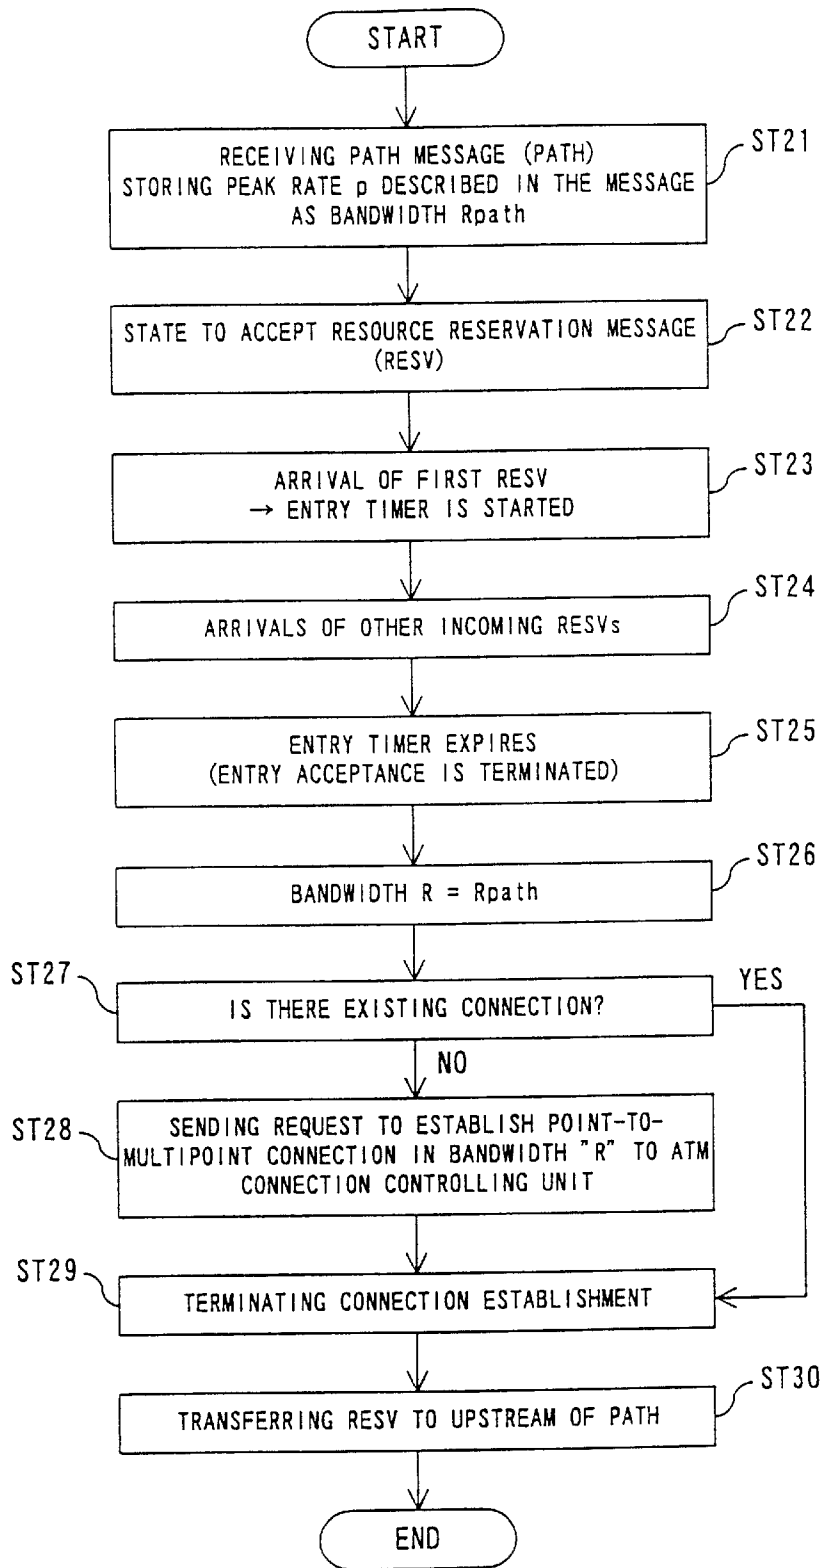 START
RECEIVING PATH MESSAGE (PATH)
STORING PEAK RATE p DESCRIBED IN THE MESSAGE
AS BANDWIDTH Rpath
ST21
STATE TO ACCEPT RESOURCE RESERVATION MESSAGE
(RESV)
ST22
ARRIVAL OF FIRST RESV
→ ENTRY TIMER IS STARTED
ST23
ARRIVALS OF OTHER INCOMING RESVs
ST24
ENTRY TIMER EXPIRES
(ENTRY ACCEPTANCE IS TERMINATED)
ST25
BANDWIDTH R = Rpath
ST26
ST27
IS THERE EXISTING CONNECTION?
YES
NO
ST28
SENDING REQUEST TO ESTABLISH POINT-TO-
MULTIPOINT CONNECTION IN BANDWIDTH "R" TO ATM
CONNECTION CONTROLLING UNIT
ST29
TERMINATING CONNECTION ESTABLISHMENT
TRANSFERRING RESV TO UPSTREAM OF PATH
ST30
END